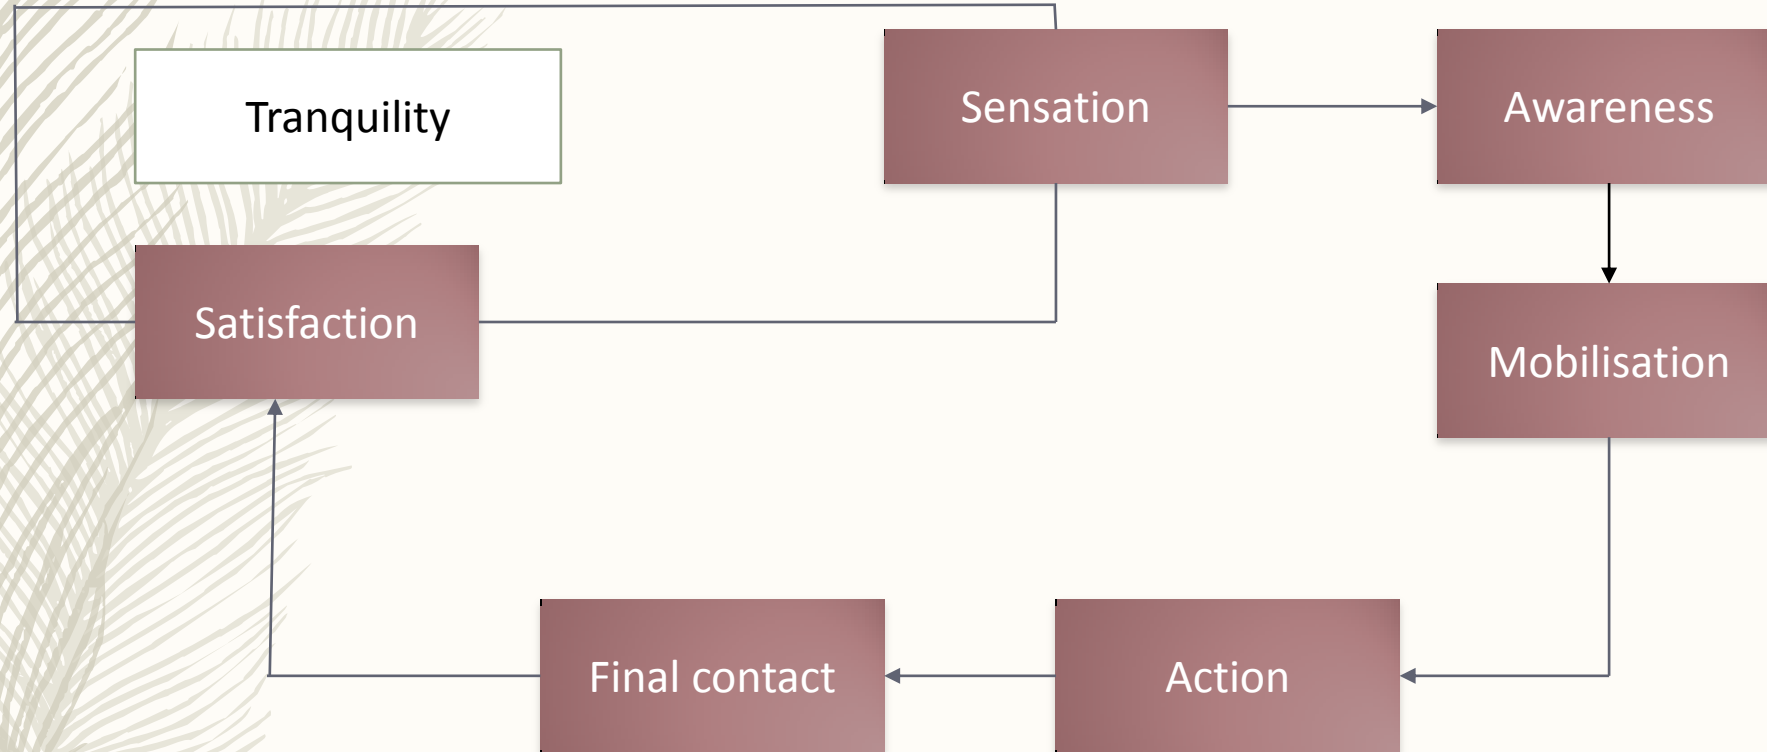 Tranquility
Sensation
Awareness
Satisfaction
Mobilisation
Final contact
Action